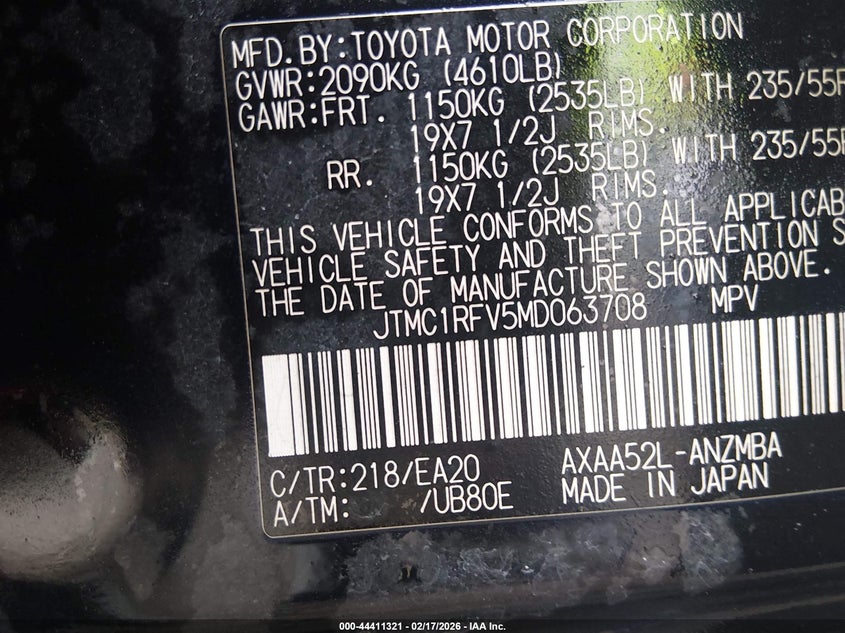 MFD.BY:TOYOTA MOTOR CORPORATION
GVWR:2090KG (4610LB)
GAWR:FRT. 1150KG (2535LB) WITH 235/55R
19X7 1/2J RIMS.
RR. 1150KG (2535LB) WITH 235/55R
19X7 1/2J RIMS.
THIS VEHICLE CONFORMS TO ALL APPLICAB
VEHICLE SAFETY AND THEFT PREVENTION S
THE DATE OF MANUFACTURE SHOWN ABOVE.
JTMC1RFV5MD063708 MPV
C/TR:218/EA20 AXAA52L-ANZMBA
A/TM: /UB80E MADE IN JAPAN
000-44411321 - 02/17/2026 - IAA Inc.